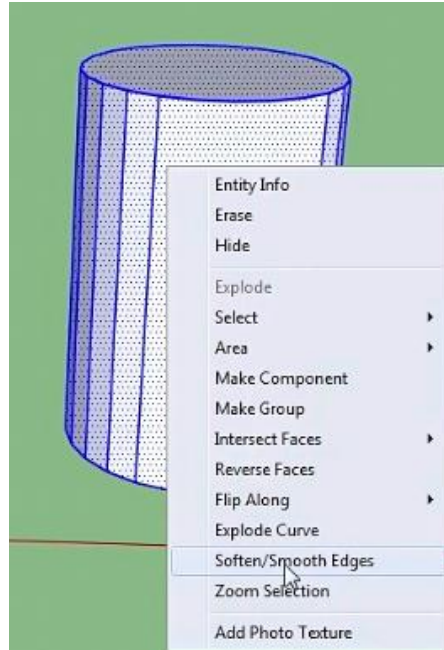 Entity Info
Erase
Hide
Explode
Select
Area
Make Component
Make Group
Intersect Faces
Reverse Faces
Flip Along
Explode Curve
Soften/Smooth Edges
Zoom Selection
Add Photo Texture